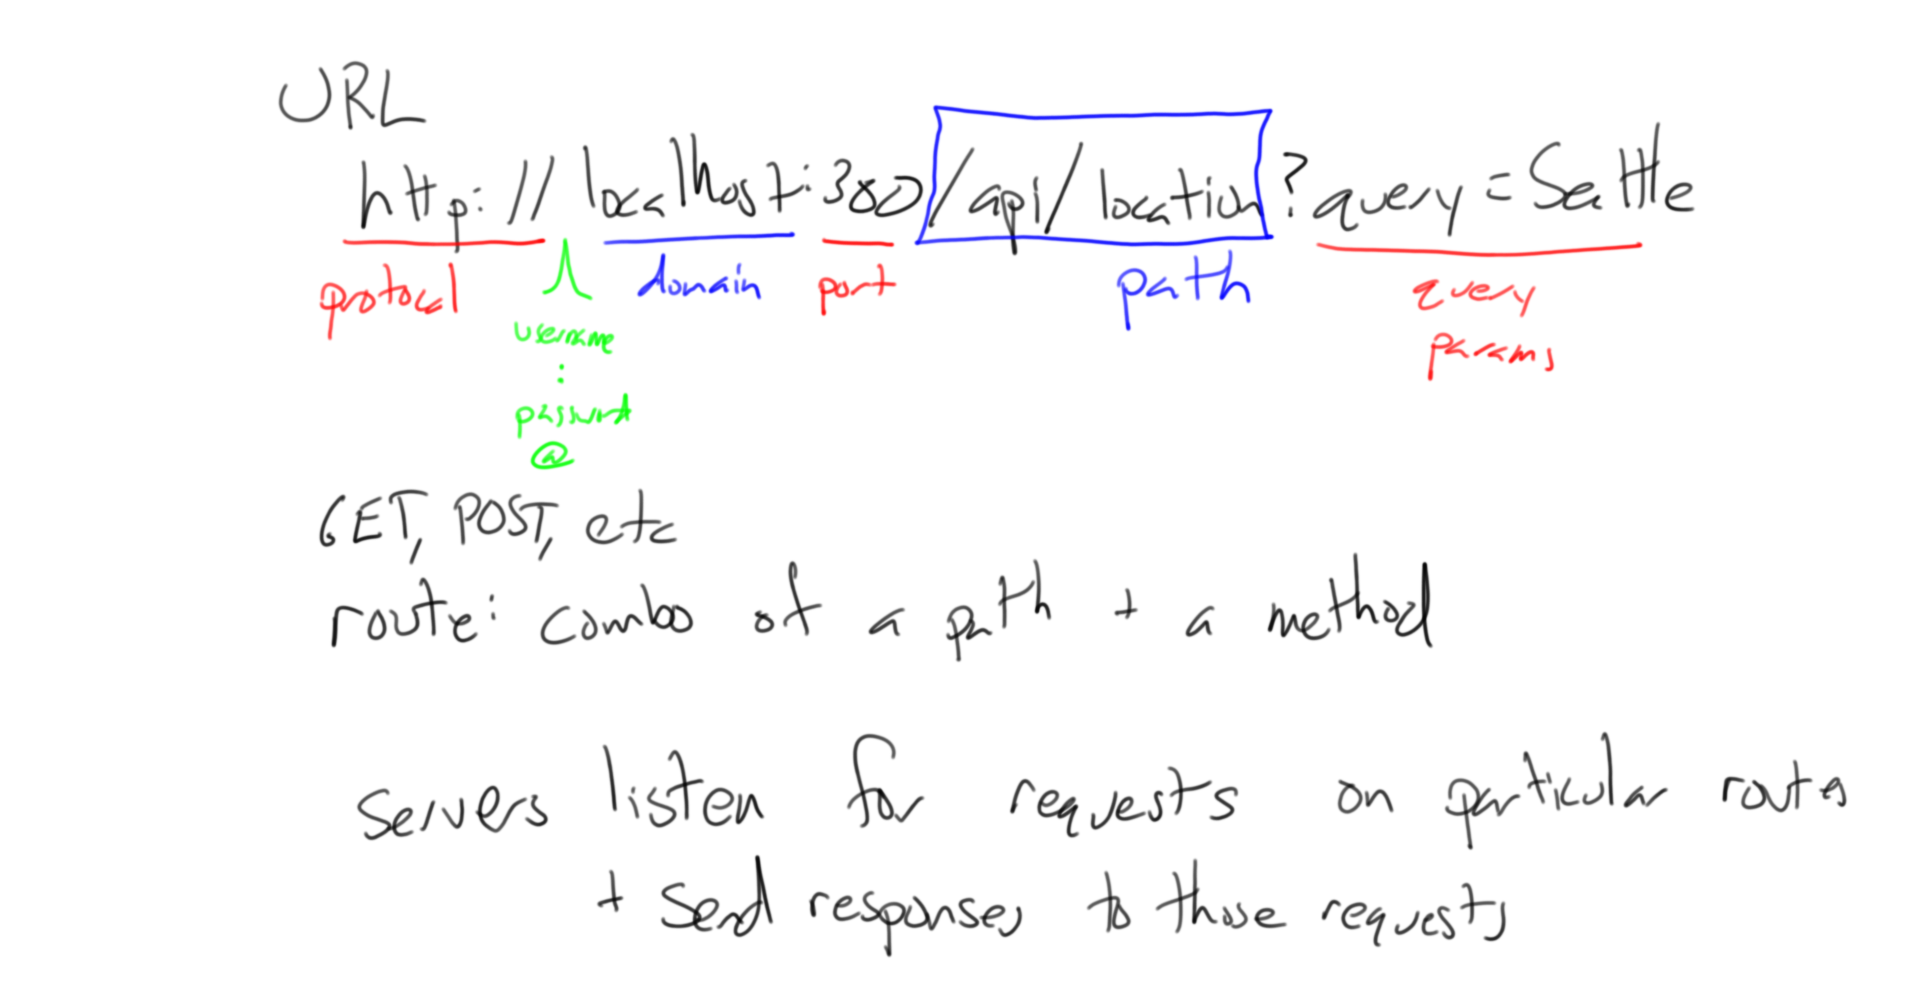 URL
http://localhost:3000/api/location?query=Seattle
protocol domain port path query
username params
:
password
@
GET, POST, etc
route: combo of a path + a method
servers listen for requests on particular routes
+ send responses to those requests